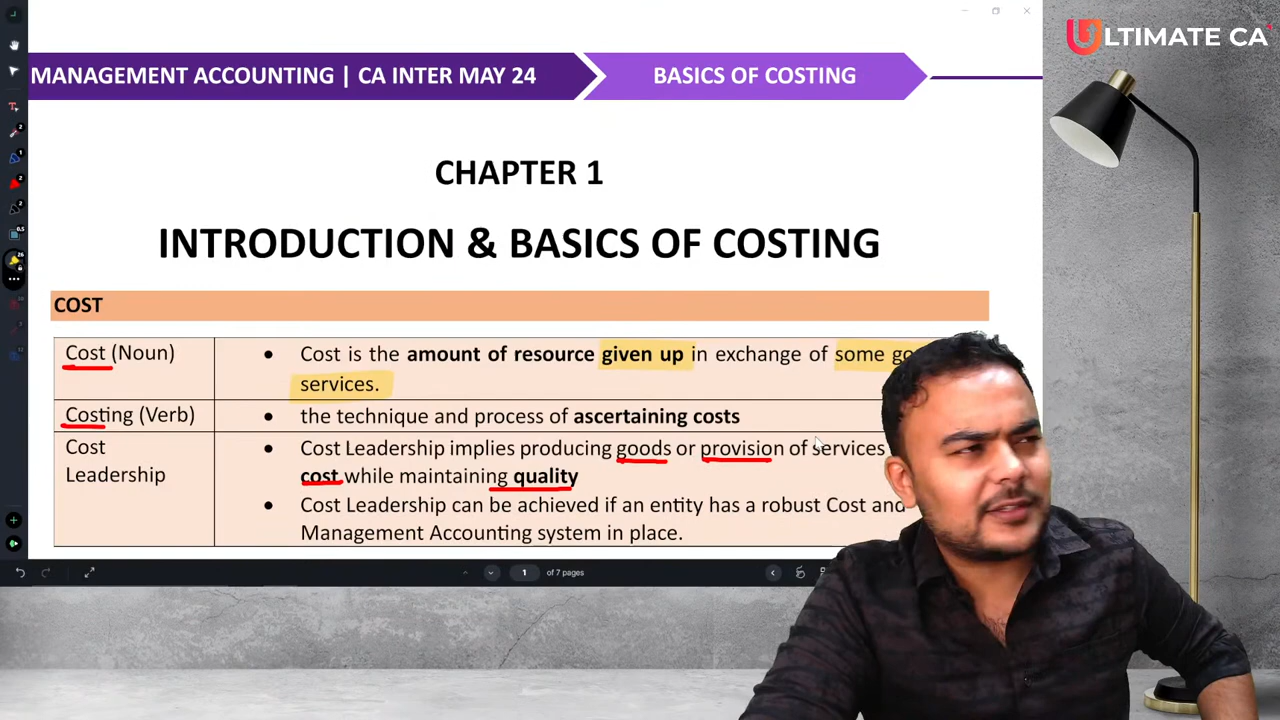 ULTIMATE CA
MANAGEMENT ACCOUNTING | CA INTER MAY 24
BASICS OF COSTING
CHAPTER 1
INTRODUCTION & BASICS OF COSTING
COST
Cost (Noun)
• Cost is the amount of resource given up in exchange of some
services.
Costing (Verb)
• the technique and process of ascertaining costs
Cost
Leadership
• Cost Leadership implies producing goods or provision of services
cost while maintaining quality
• Cost Leadership can be achieved if an entity has a robust Cost and
Management Accounting system in place.
1 of 7 pages